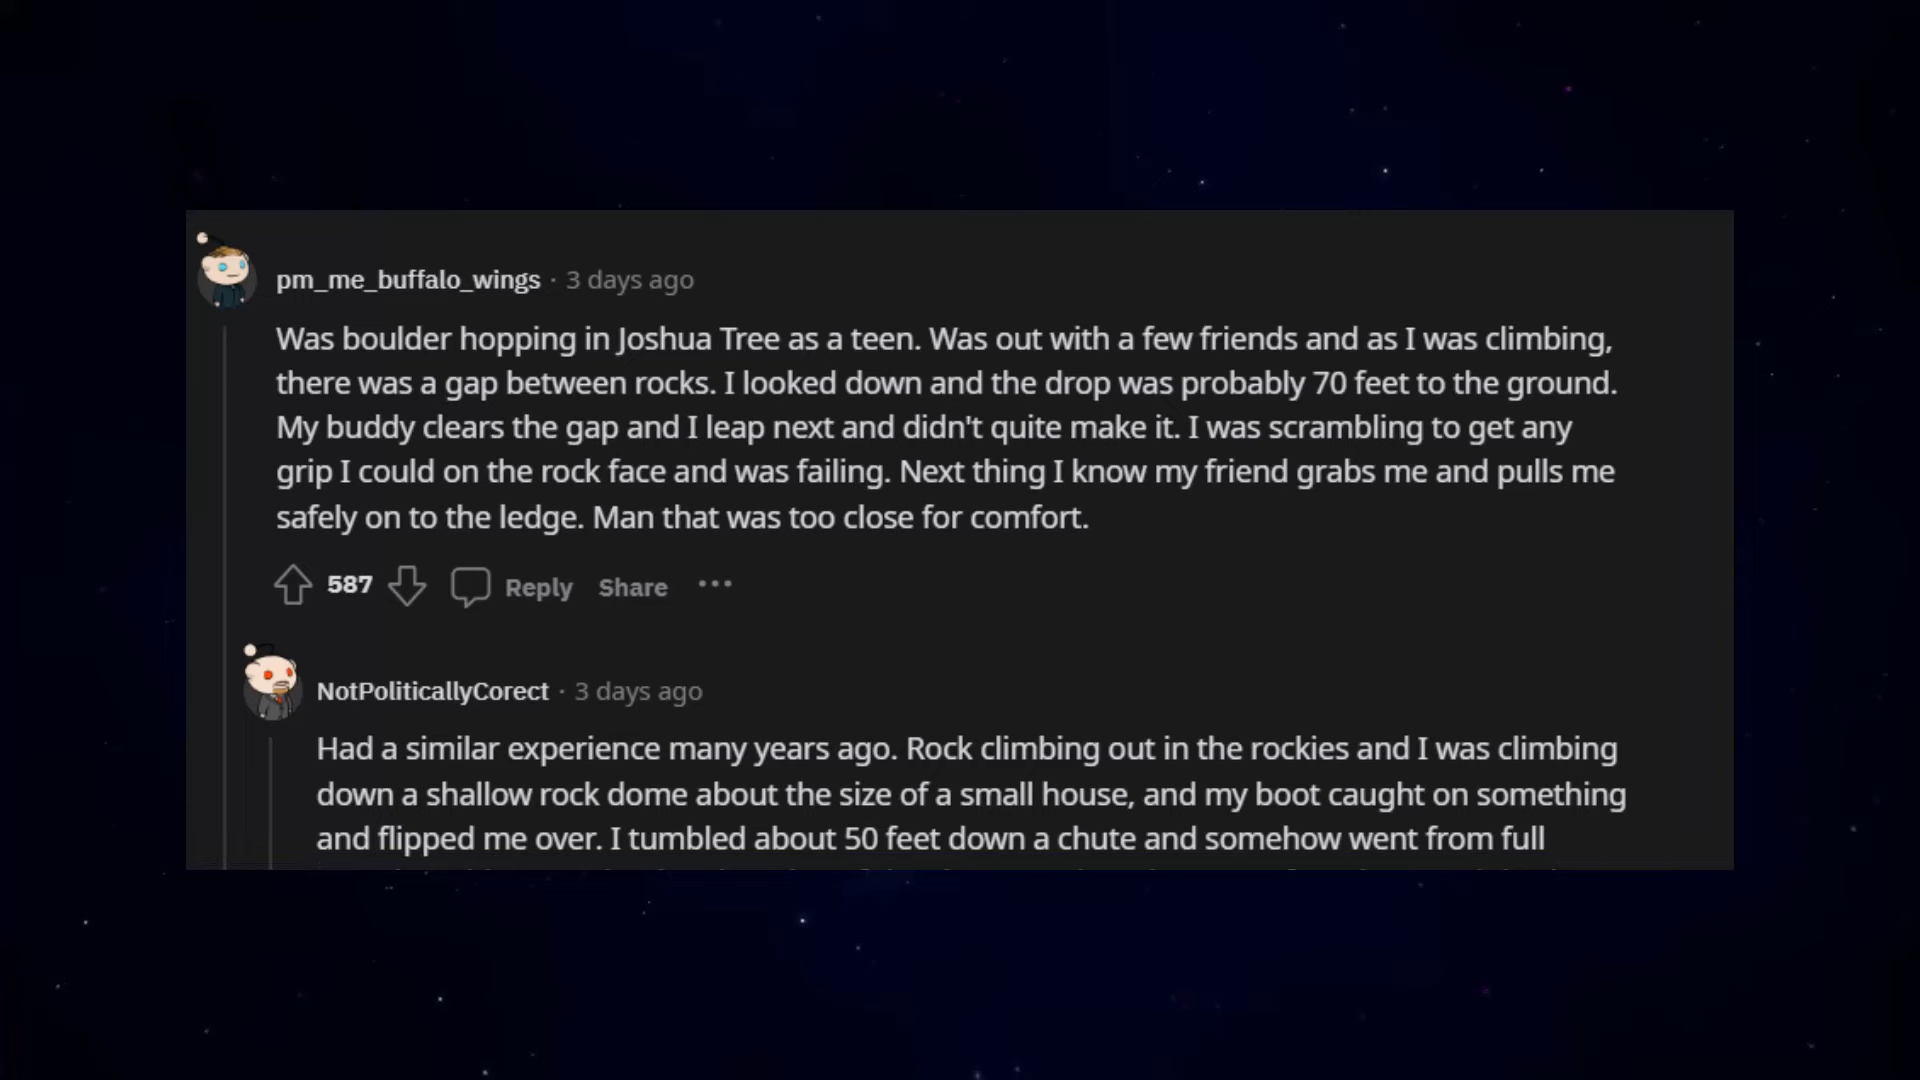 pm_me_buffalo_wings · 3 days ago
Was boulder hopping in Joshua Tree as a teen. Was out with a few friends and as I was climbing,
there was a gap between rocks. I looked down and the drop was probably 70 feet to the ground.
My buddy clears the gap and I leap next and didn't quite make it. I was scrambling to get any
grip I could on the rock face and was failing. Next thing I know my friend grabs me and pulls me
safely on to the ledge. Man that was too close for comfort.
587 Reply Share ...
NotPoliticallyCorect · 3 days ago
Had a similar experience many years ago. Rock climbing out in the rockies and I was climbing
down a shallow rock dome about the size of a small house, and my boot caught on something
and flipped me over. I tumbled about 50 feet down a chute and somehow went from full